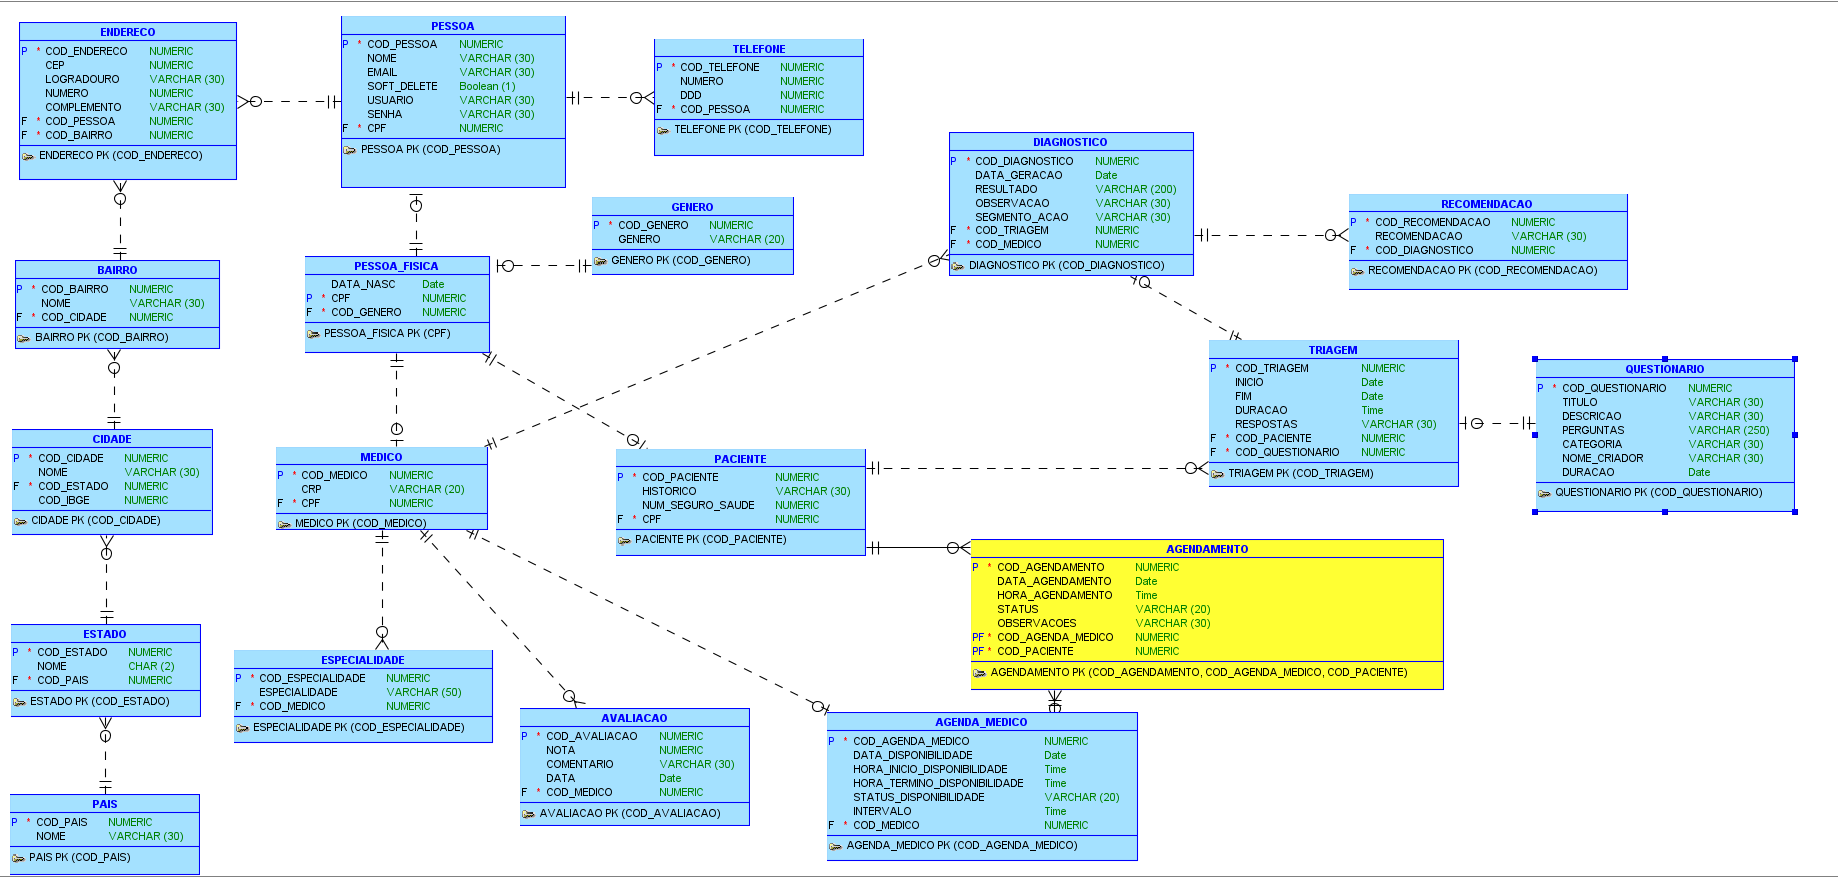 ENDERECO
P * COD_ENDERECO NUMERIC
CEP NUMERIC
LOGRADOURO VARCHAR (30)
NUMERO NUMERIC
COMPLEMENTO VARCHAR (30)
F * COD_PESSOA NUMERIC
F * COD_BAIRRO NUMERIC
ENDERECO PK (COD_ENDERECO)
PESSOA
P * COD_PESSOA NUMERIC
NOME VARCHAR (30)
EMAIL VARCHAR (30)
SOFT_DELETE Boolean (1)
USUARIO VARCHAR (30)
SENHA VARCHAR (30)
F * CPF NUMERIC
PESSOA PK (COD_PESSOA)
TELEFONE
P * COD_TELEFONE NUMERIC
NUMERO NUMERIC
DDD NUMERIC
F * COD_PESSOA NUMERIC
TELEFONE PK (COD_TELEFONE)
DIAGNOSTICO
P * COD_DIAGNOSTICO NUMERIC
DATA_GERACAO Date
RESULTADO VARCHAR (200)
OBSERVACAO VARCHAR (30)
SEGMENTO_ACAO VARCHAR (30)
F * COD_TRIAGEM NUMERIC
F * COD_MEDICO NUMERIC
DIAGNOSTICO PK (COD_DIAGNOSTICO)
RECOMENDACAO
P * COD_RECOMENDACAO NUMERIC
RECOMENDACAO VARCHAR (30)
F * COD_DIAGNOSTICO NUMERIC
RECOMENDACAO PK (COD_RECOMENDACAO)
GENERO
P * COD_GENERO NUMERIC
GENERO VARCHAR (20)
GENERO PK (COD_GENERO)
BAIRRO
P * COD_BAIRRO NUMERIC
NOME VARCHAR (30)
F * COD_CIDADE NUMERIC
BAIRRO PK (COD_BAIRRO)
PESSOA_FISICA
DATA_NASC Date
P * CPF NUMERIC
F * COD_GENERO NUMERIC
PESSOA_FISICA PK (CPF)
TRIAGEM
P * COD_TRIAGEM NUMERIC
INICIO Date
FIM Date
DURACAO Time
RESPOSTAS VARCHAR (30)
F * COD_PACIENTE NUMERIC
F * COD_QUESTIONARIO NUMERIC
TRIAGEM PK (COD_TRIAGEM)
QUESTIONARIO
P * COD_QUESTIONARIO NUMERIC
TITULO VARCHAR (30)
DESCRICAO VARCHAR (30)
PERGUNTAS VARCHAR (250)
CATEGORIA VARCHAR (30)
NOME_CRIADOR VARCHAR (30)
DURACAO Date
QUESTIONARIO PK (COD_QUESTIONARIO)
CIDADE
P * COD_CIDADE NUMERIC
NOME VARCHAR (30)
F * COD_ESTADO NUMERIC
COD_IBGE NUMERIC
CIDADE PK (COD_CIDADE)
MEDICO
P * COD_MEDICO NUMERIC
CRP VARCHAR (20)
F * CPF NUMERIC
MEDICO PK (COD_MEDICO)
PACIENTE
P * COD_PACIENTE NUMERIC
HISTORICO VARCHAR (30)
NUM_SEGURO_SAUDE NUMERIC
F * CPF NUMERIC
PACIENTE PK (COD_PACIENTE)
AGENDAMENTO
P * COD_AGENDAMENTO NUMERIC
DATA_AGENDAMENTO Date
HORA_AGENDAMENTO Time
STATUS VARCHAR (20)
OBSERVACOES VARCHAR (30)
PF * COD_AGENDA_MEDICO NUMERIC
PF * COD_PACIENTE NUMERIC
AGENDAMENTO PK (COD_AGENDAMENTO, COD_AGENDA_MEDICO, COD_PACIENTE)
ESTADO
P * COD_ESTADO NUMERIC
NOME CHAR (2)
F * COD_PAIS NUMERIC
ESTADO PK (COD_ESTADO)
ESPECIALIDADE
P * COD_ESPECIALIDADE NUMERIC
ESPECIALIDADE VARCHAR (50)
F * COD_MEDICO NUMERIC
ESPECIALIDADE PK (COD_ESPECIALIDADE)
AVALIACAO
P * COD_AVALIACAO NUMERIC
NOTA NUMERIC
COMENTARIO VARCHAR (30)
DATA Date
F * COD_MEDICO NUMERIC
AVALIACAO PK (COD_AVALIACAO)
AGENDA_MEDICO
P * COD_AGENDA_MEDICO NUMERIC
DATA_DISPONIBILIDADE Date
HORA_INICIO_DISPONIBILIDADE Time
HORA_TERMINO_DISPONIBILIDADE Time
STATUS_DISPONIBILIDADE VARCHAR (20)
INTERVALO Time
F * COD_MEDICO NUMERIC
AGENDA_MEDICO PK (COD_AGENDA_MEDICO)
PAIS
P * COD_PAIS NUMERIC
NOME VARCHAR (30)
PAIS PK (COD_PAIS)